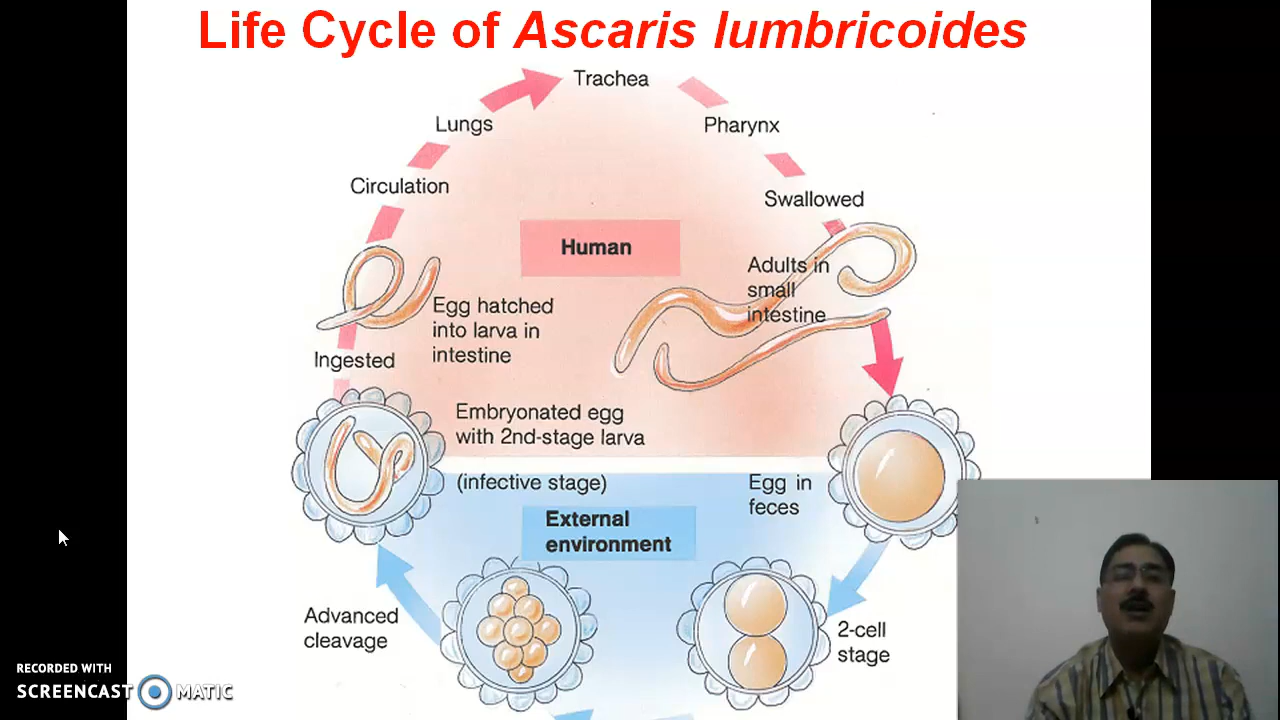 Life Cycle of Ascaris lumbricoides
Trachea
Lungs
Pharynx
Circulation
Swallowed
Human
Adults in
small
intestine
Egg hatched
into larva in
intestine
Ingested
Embryonated egg
with 2nd-stage larva
(infective stage)
Egg in
feces
External
environment
Advanced
cleavage
2-cell
stage
RECORDED WITH
SCREENCAST MATIC